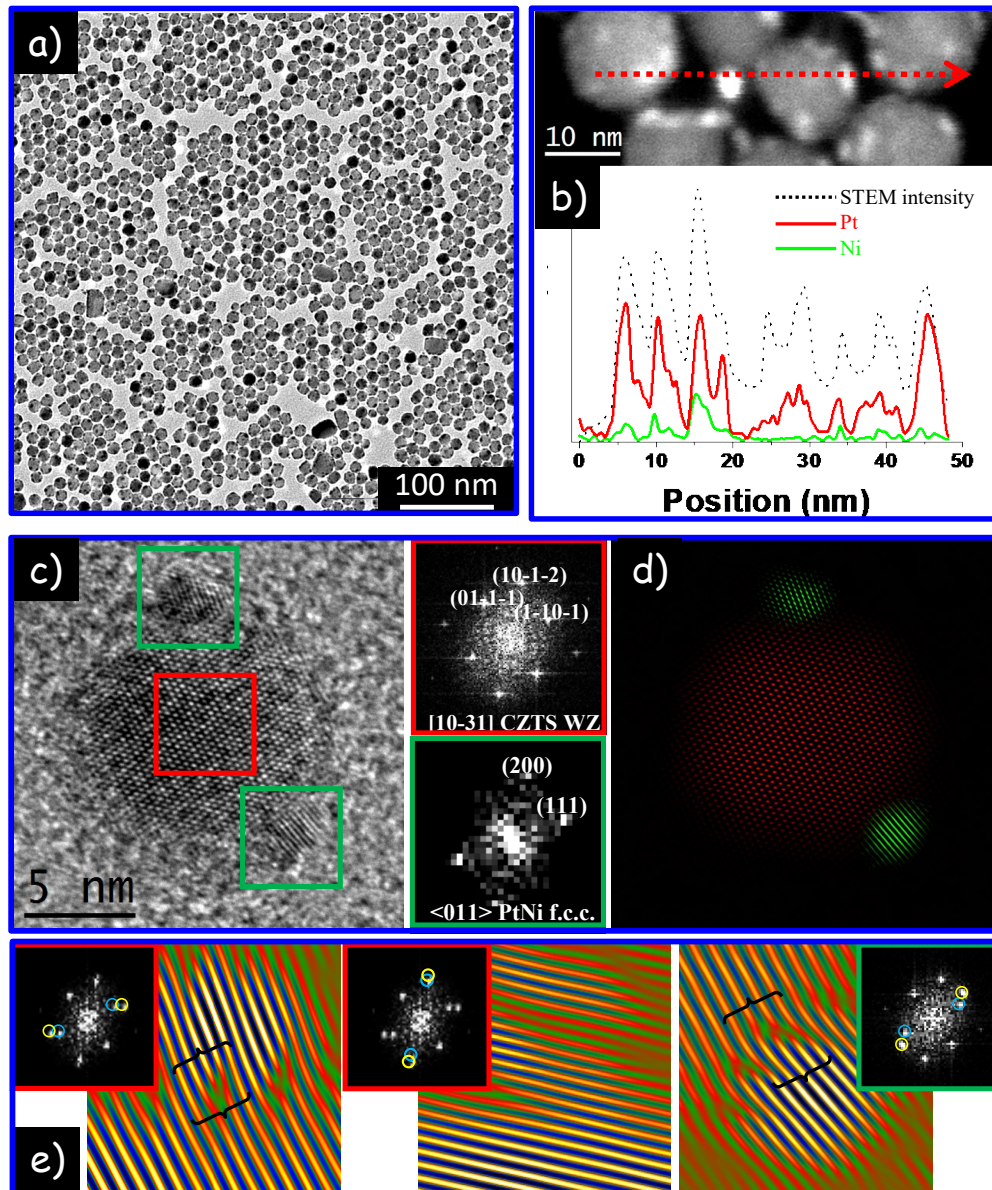 a)
100 nm
10 nm
b)
STEM intensity
Pt
Ni
0 10 20 30 40 50
Position (nm)
c)
5 nm
(10-1-2)
(01-1-1)
(1-10-1)
[10-31] CZTS WZ
(200)
(111)
<011> PtNi f.c.c.
d)
e)